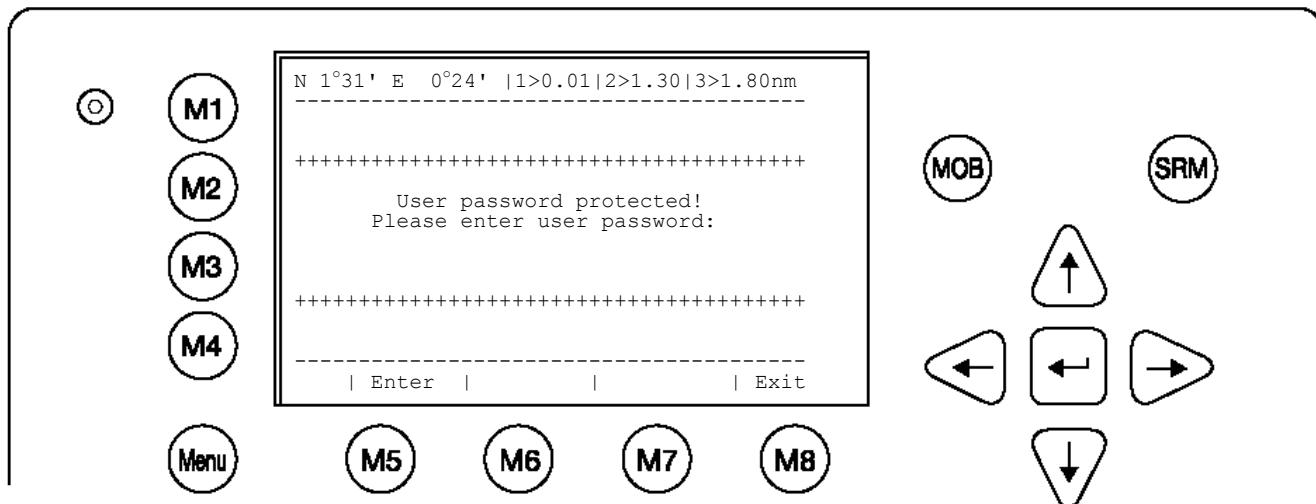 N 1°31' E 0°24' |1>0.01|2>1.30|3>1.80nm
----------------------------------------
++++++++++++++++++++++++++++++++++++++++
User password protected!
Please enter user password:
++++++++++++++++++++++++++++++++++++++++
----------------------------------------
| Enter | | | Exit
M1
M2
M3
M4
Menu
M5
M6
M7
M8
MOB
SRM